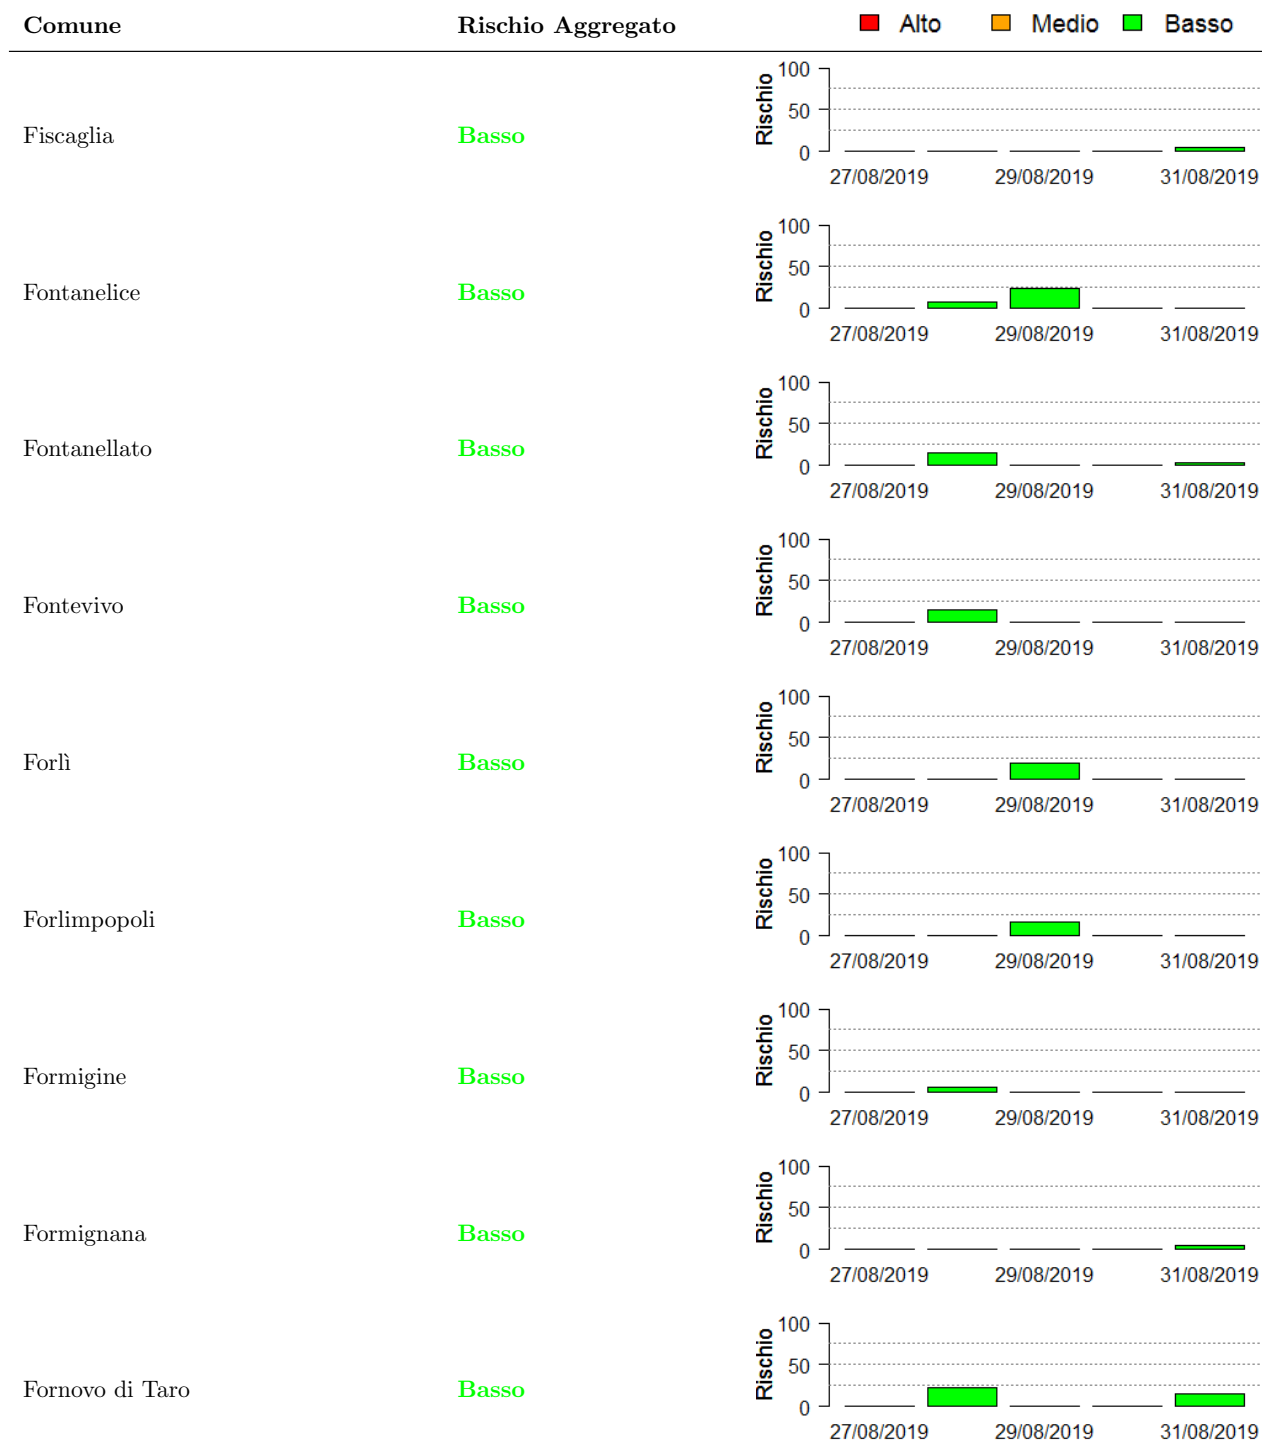 Comune Rischio Aggregato Alto Medio Basso
100
50
0
Rischio
Fiscaglia Basso
27/08/2019 29/08/2019 31/08/2019
100
50
0
Rischio
Fontanelice Basso
27/08/2019 29/08/2019 31/08/2019
100
50
0
Rischio
Fontanellato Basso
27/08/2019 29/08/2019 31/08/2019
100
50
0
Rischio
Fontevivo Basso
27/08/2019 29/08/2019 31/08/2019
100
50
0
Rischio
Forlì Basso
27/08/2019 29/08/2019 31/08/2019
100
50
0
Rischio
Forlimpopoli Basso
27/08/2019 29/08/2019 31/08/2019
100
50
0
Rischio
Formigine Basso
27/08/2019 29/08/2019 31/08/2019
100
50
0
Rischio
Formignana Basso
27/08/2019 29/08/2019 31/08/2019
100
50
0
Rischio
Fornovo di Taro Basso
27/08/2019 29/08/2019 31/08/2019